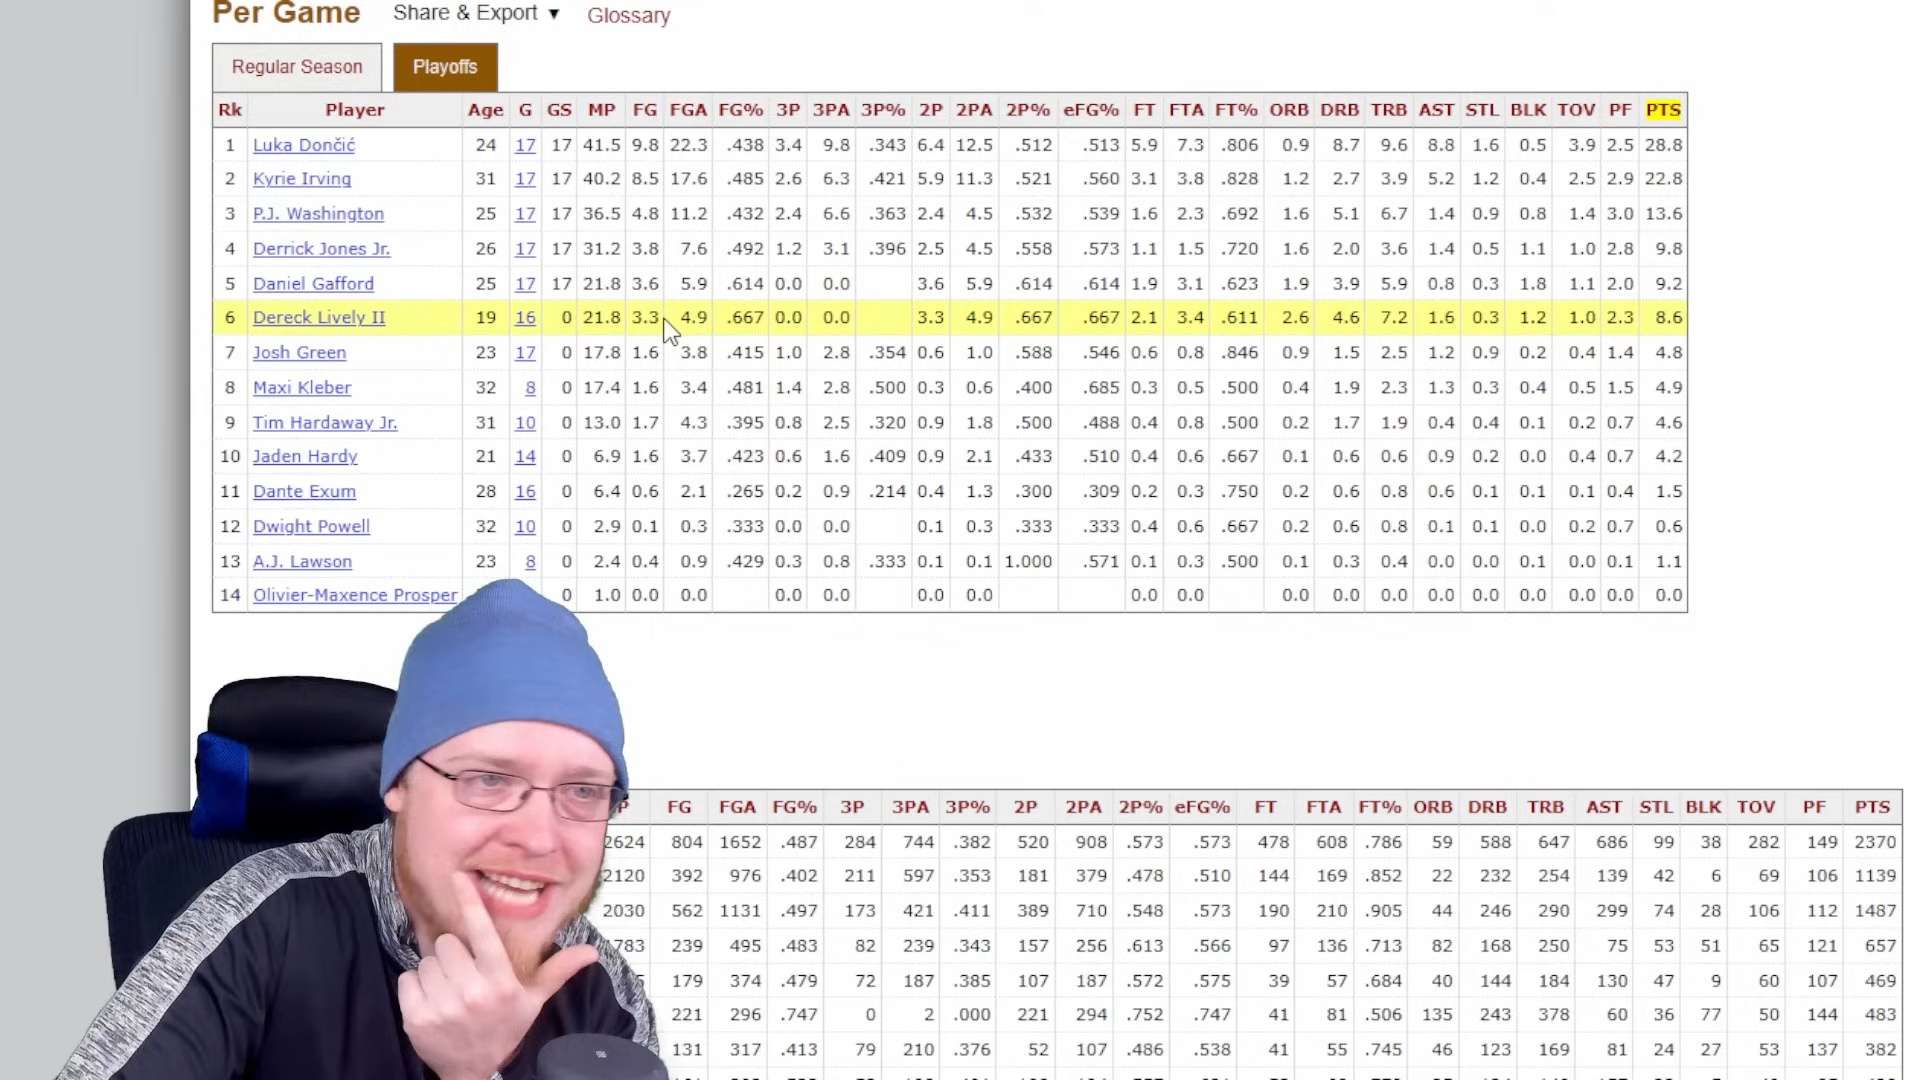 Per Game Share & Export ▼ Glossary
Regular Season Playoffs
Rk Player Age G GS MP FG FGA FG% 3P 3PA 3P% 2P 2PA 2P% eFG% FT FTA FT% ORB DRB TRB AST STL BLK TOV PF PTS
1 Luka Dončić 24 17 17 41.5 9.8 22.3 .438 3.4 9.8 .343 6.4 12.5 .512 .513 5.9 7.3 .806 0.9 8.7 9.6 8.8 1.6 0.5 3.9 2.5 28.8
2 Kyrie Irving 31 17 17 40.2 8.5 17.6 .485 2.6 6.3 .421 5.9 11.3 .521 .560 3.1 3.8 .828 1.2 2.7 3.9 5.2 1.2 0.4 2.5 2.9 22.8
3 P.J. Washington 25 17 17 36.5 4.8 11.2 .432 2.4 6.6 .363 2.4 4.5 .532 .539 1.6 2.3 .692 1.6 5.1 6.7 1.4 0.9 0.8 1.4 3.0 13.6
4 Derrick Jones Jr. 26 17 17 31.2 3.8 7.6 .492 1.2 3.1 .396 2.5 4.5 .558 .573 1.1 1.5 .720 1.6 2.0 3.6 1.4 0.5 1.1 1.0 2.8 9.8
5 Daniel Gafford 25 17 17 21.8 3.6 5.9 .614 0.0 0.0 3.6 5.9 .614 .614 1.9 3.1 .623 1.9 3.9 5.9 0.8 0.3 1.8 1.1 2.0 9.2
6 Dereck Lively II 19 16 0 21.8 3.3 4.9 .667 0.0 0.0 3.3 4.9 .667 .667 2.1 3.4 .611 2.6 4.6 7.2 1.6 0.3 1.2 1.0 2.3 8.6
7 Josh Green 23 17 0 17.8 1.6 3.8 .415 1.0 2.8 .354 0.6 1.0 .588 .546 0.6 0.8 .846 0.9 1.5 2.5 1.2 0.9 0.2 0.4 1.4 4.8
8 Maxi Kleber 32 8 0 17.4 1.6 3.4 .481 1.4 2.8 .500 0.3 0.6 .400 .685 0.3 0.5 .500 0.4 1.9 2.3 1.3 0.3 0.4 0.5 1.5 4.9
9 Tim Hardaway Jr. 31 10 0 13.0 1.7 4.3 .395 0.8 2.5 .320 0.9 1.8 .500 .488 0.4 0.8 .500 0.2 1.7 1.9 0.4 0.4 0.1 0.2 0.7 4.6
10 Jaden Hardy 21 14 0 6.9 1.6 3.7 .423 0.6 1.6 .409 0.9 2.1 .433 .510 0.4 0.6 .667 0.1 0.6 0.6 0.9 0.2 0.0 0.4 0.7 4.2
11 Dante Exum 28 16 0 6.4 0.6 2.1 .265 0.2 0.9 .214 0.4 1.3 .300 .309 0.2 0.3 .750 0.2 0.6 0.8 0.6 0.1 0.1 0.1 0.4 1.5
12 Dwight Powell 32 10 0 2.9 0.1 0.3 .333 0.0 0.0 0.1 0.3 .333 .333 0.4 0.6 .667 0.2 0.6 0.8 0.1 0.1 0.0 0.2 0.7 0.6
13 A.J. Lawson 23 8 0 2.4 0.4 0.9 .429 0.3 0.8 .333 0.1 0.1 1.000 .571 0.1 0.3 .500 0.1 0.3 0.4 0.0 0.0 0.1 0.0 0.1 1.1
14 Olivier-Maxence Prosper 0 1.0 0.0 0.0 0.0 0.0 0.0 0.0 0.0 0.0 0.0 0.0 0.0 0.0 0.0 0.0 0.0 0.0 0.0
FG FGA FG% 3P 3PA 3P% 2P 2PA 2P% eFG% FT FTA FT% ORB DRB TRB AST STL BLK TOV PF PTS
2624 804 1652 .487 284 744 .382 520 908 .573 .573 478 608 .786 59 588 647 686 99 38 282 149 2370
2120 392 976 .402 211 597 .353 181 379 .478 .510 144 169 .852 22 232 254 139 42 6 69 106 1139
2030 562 1131 .497 173 421 .411 389 710 .548 .573 190 210 .905 44 246 290 299 74 28 106 112 1487
239 495 .483 82 239 .343 157 256 .613 .566 97 136 .713 82 168 250 75 53 51 65 121 657
179 374 .479 72 187 .385 107 187 .572 .575 39 57 .684 40 144 184 130 47 9 60 107 469
221 296 .747 0 2 .000 221 294 .752 .747 41 81 .506 135 243 378 60 36 77 50 144 483
131 317 .413 79 210 .376 52 107 .486 .538 41 55 .745 46 123 169 81 24 27 53 137 382